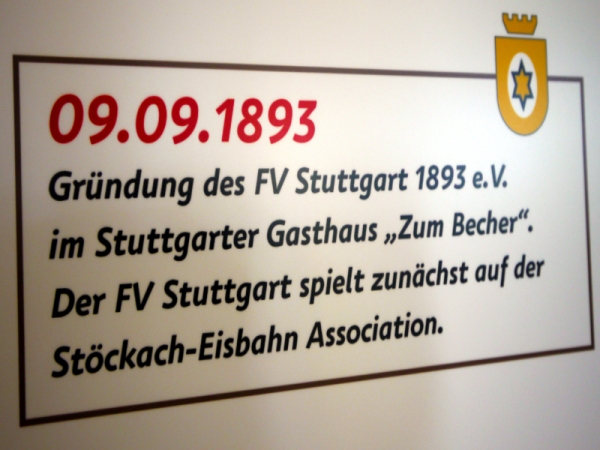 09.09.1893
Gründung des FV Stuttgart 1893 e.V.
im Stuttgarter Gasthaus „Zum Becher“.
Der FV Stuttgart spielt zunächst auf der
Stöckach-Eisbahn Association.